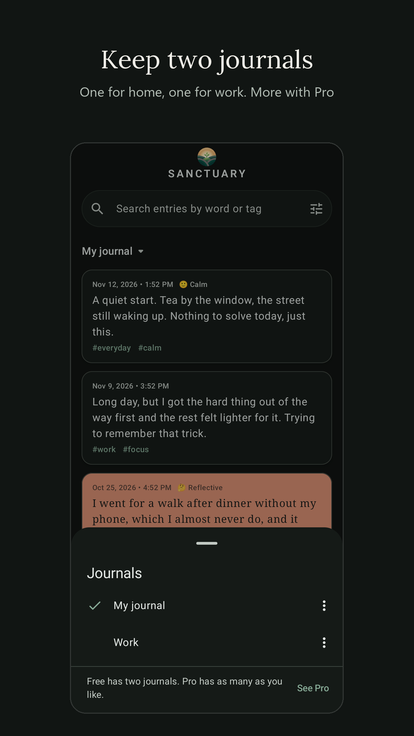 Keep two journals
One for home, one for work. More with Pro
SANCTUARY
Search entries by word or tag
My journal
Nov 12, 2026 • 1:52 PM Calm
A quiet start. Tea by the window, the street
still waking up. Nothing to solve today, just
this.
#everyday #calm
Nov 9, 2026 • 3:52 PM
Long day, but I got the hard thing out of the
way first and the rest felt lighter for it. Trying
to remember that trick.
#work #focus
Oct 25, 2026 • 4:52 PM Reflective
I went for a walk after dinner without my
phone, which I almost never do, and it
Journals
My journal
Work
Free has two journals. Pro has as many as you
like.
See Pro